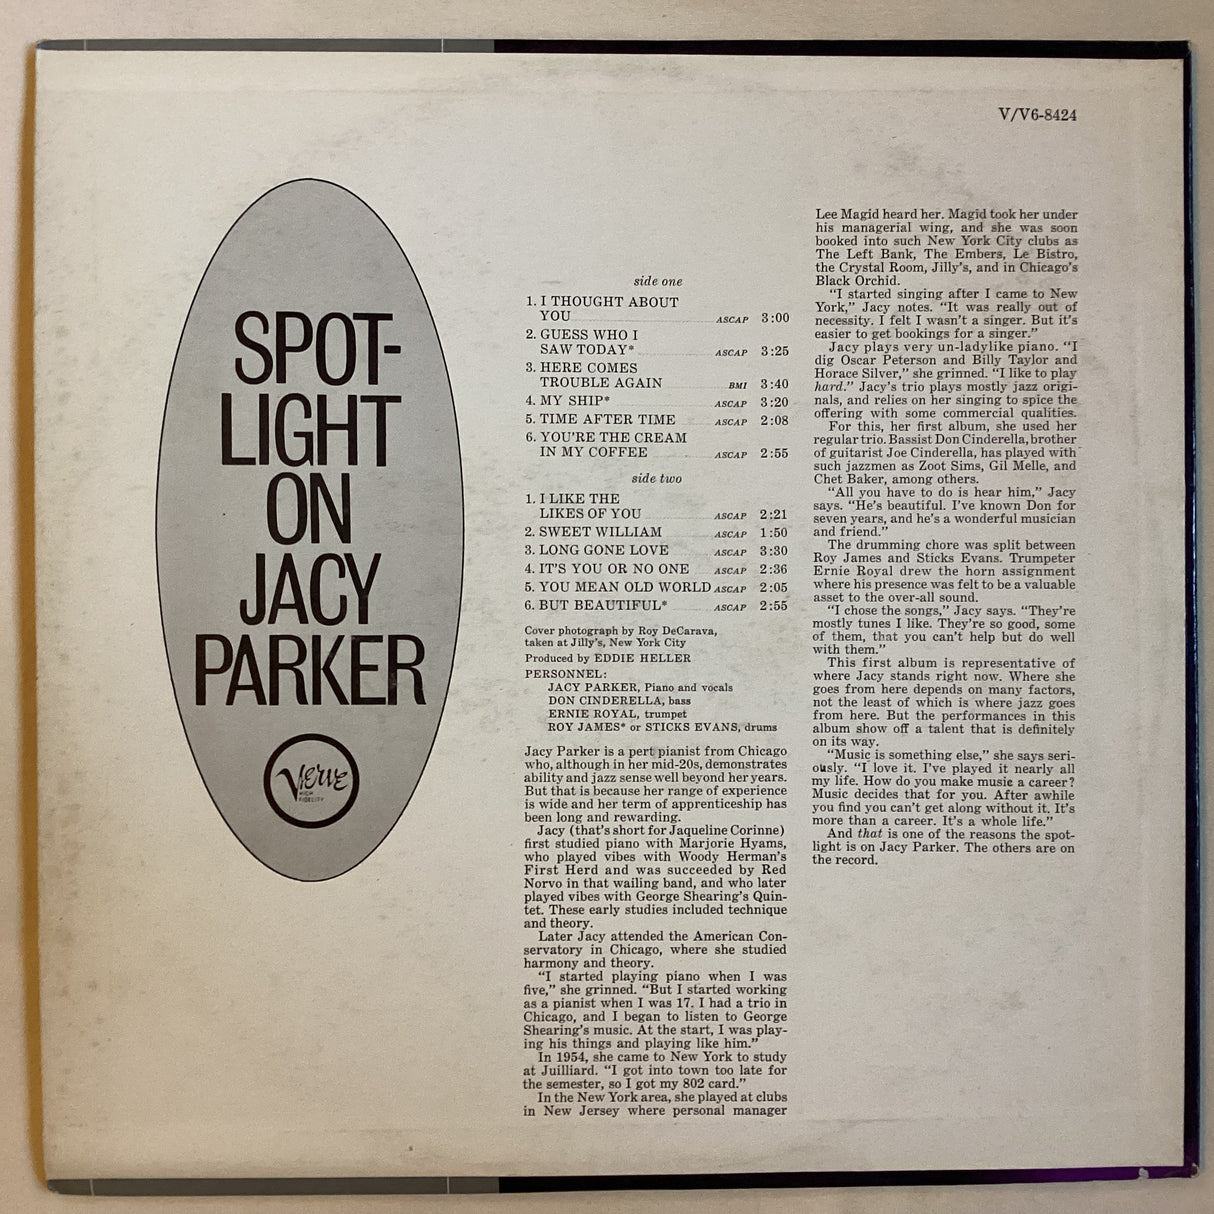 V/V6-8424
SPOT-
LIGHT
ON
JACY
PARKER
Verve
HIGH
FIDELITY
side one
1. I THOUGHT ABOUT
YOU ASCAP 3:00
2. GUESS WHO I
SAW TODAY* ASCAP 3:25
3. HERE COMES
TROUBLE AGAIN BMI 3:40
4. MY SHIP* ASCAP 3:20
5. TIME AFTER TIME ASCAP 2:08
6. YOU'RE THE CREAM
IN MY COFFEE ASCAP 2:55
side two
1. I LIKE THE
LIKES OF YOU ASCAP 2:21
2. SWEET WILLIAM ASCAP 1:50
3. LONG GONE LOVE ASCAP 3:30
4. IT'S YOU OR NO ONE ASCAP 2:36
5. YOU MEAN OLD WORLD ASCAP 2:05
6. BUT BEAUTIFUL* ASCAP 2:55
Cover photograph by Roy DeCarava,
taken at Jilly's, New York City
Produced by EDDIE HELLER
PERSONNEL:
JACY PARKER, Piano and vocals
DON CINDERELLA, bass
ERNIE ROYAL, trumpet
ROY JAMES* or STICKS EVANS, drums
Jacy Parker is a pert pianist from Chicago
who, although in her mid-20s, demonstrates
ability and jazz sense well beyond her years.
But that is because her range of experience
is wide and her term of apprenticeship has
been long and rewarding.
Jacy (that's short for Jaqueline Corinne)
first studied piano with Marjorie Hyams,
who played vibes with Woody Herman's
First Herd and was succeeded by Red
Norvo in that wailing band, and who later
played vibes with George Shearing's Quin-
tet. These early studies included technique
and theory.
Later Jacy attended the American Con-
servatory in Chicago, where she studied
harmony and theory.
"I started playing piano when I was
five," she grinned. "But I started working
as a pianist when I was 17. I had a trio in
Chicago, and I began to listen to George
Shearing's music. At the start, I was play-
ing his things and playing like him."
In 1954, she came to New York to study
at Juilliard. "I got into town too late for
the semester, so I got my 802 card."
In the New York area, she played at clubs
in New Jersey where personal manager
Lee Magid heard her. Magid took her under
his managerial wing, and she was soon
booked into such New York City clubs as
The Left Bank, The Embers, Le Bistro,
the Crystal Room, Jilly's, and in Chicago's
Black Orchid.
"I started singing after I came to New
York," Jacy notes. "It was really out of
necessity. I felt I wasn't a singer. But it's
easier to get bookings for a singer."
Jacy plays very un-ladylike piano. "I
dig Oscar Peterson and Billy Taylor and
Horace Silver," she grinned. "I like to play
hard." Jacy's trio plays mostly jazz origi-
nals, and relies on her singing to spice the
offering with some commercial qualities.
For this, her first album, she used her
regular trio. Bassist Don Cinderella, brother
of guitarist Joe Cinderella, has played with
such jazzmen as Zoot Sims, Gil Melle, and
Chet Baker, among others.
"All you have to do is hear him," Jacy
says. "He's beautiful. I've known Don for
seven years, and he's a wonderful musician
and friend."
The drumming chore was split between
Roy James and Sticks Evans. Trumpeter
Ernie Royal drew the horn assignment
where his presence was felt to be a valuable
asset to the over-all sound.
"I chose the songs," Jacy says. "They're
mostly tunes I like. They're so good, some
of them, that you can't help but do well
with them."
This first album is representative of
where Jacy stands right now. Where she
goes from here depends on many factors,
not the least of which is where jazz goes
from here. But the performances in this
album show off a talent that is definitely
on its way.
"Music is something else," she says seri-
ously. "I love it. I've played it nearly all
my life. How do you make music a career?
Music decides that for you. After awhile
you find you can't get along without it. It's
more than a career. It's a whole life."
And that is one of the reasons the spot-
light is on Jacy Parker. The others are on
the record.